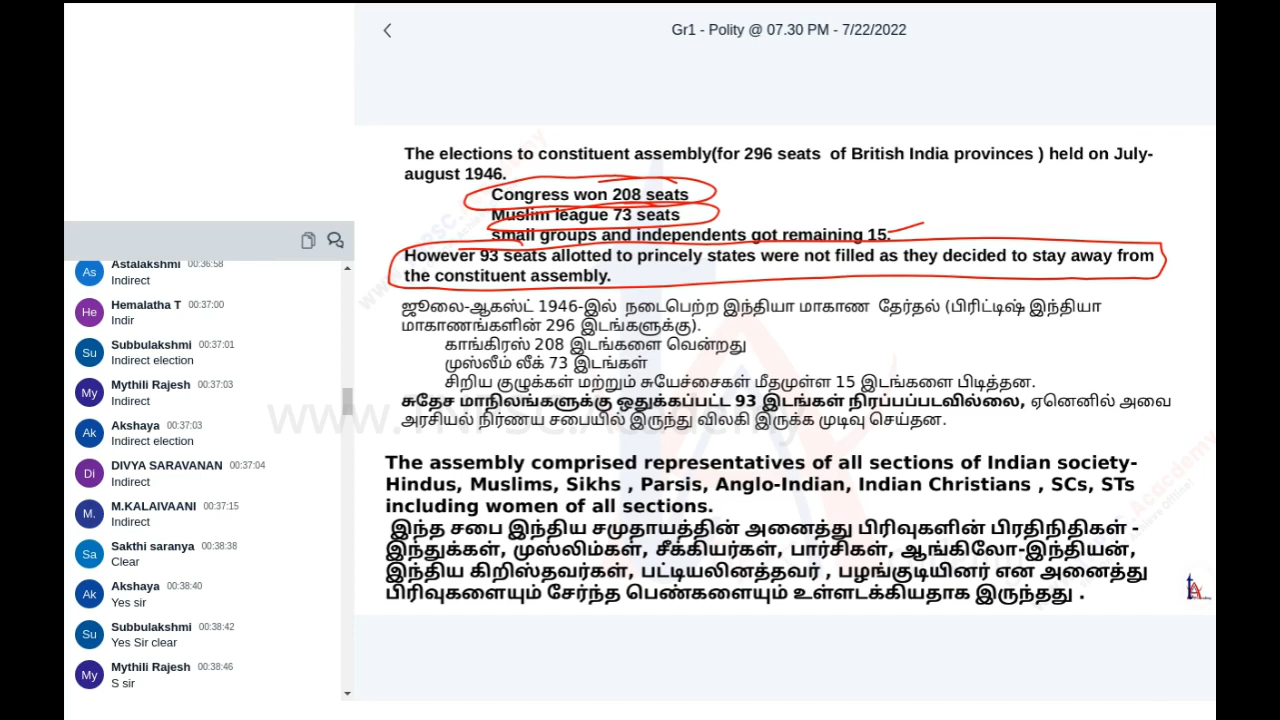 Gr1 - Polity @ 07.30 PM - 7/22/2022
The elections to constituent assembly(for 296 seats of British India provinces ) held on July-
august 1946.
Congress won 208 seats
Muslim league 73 seats
small groups and independents got remaining 15.
However 93 seats allotted to princely states were not filled as they decided to stay away from
the constituent assembly.
ஜூலை-ஆகஸ்ட் 1946-இல் நடைபெற்ற இந்தியா மாகாண தேர்தல் (பிரிட்டிஷ் இந்தியா
மாகாணங்களின் 296 இடங்களுக்கு).
காங்கிரஸ் 208 இடங்களை வென்றது
முஸ்லீம் லீக் 73 இடங்கள்
சிறிய குழுக்கள் மற்றும் சுயேச்சைகள் மீதமுள்ள 15 இடங்களை பிடித்தன.
சுதேச மாநிலங்களுக்கு ஒதுக்கப்பட்ட 93 இடங்கள் நிரப்பப்படவில்லை, ஏனெனில் அவை
அரசியல் நிர்ணய சபையில் இருந்து விலகி இருக்க முடிவு செய்தன.
The assembly comprised representatives of all sections of Indian society-
Hindus, Muslims, Sikhs , Parsis, Anglo-Indian, Indian Christians , SCs, STs
including women of all sections.
இந்த சபை இந்திய சமுதாயத்தின் அனைத்து பிரிவுகளின் பிரதிநிதிகள் -
இந்துக்கள், முஸ்லிம்கள், சீக்கியர்கள், பார்சிகள், ஆங்கிலோ-இந்தியன்,
இந்திய கிறிஸ்தவர்கள், பட்டியலினத்தவர் , பழங்குடியினர் என அனைத்து
பிரிவுகளையும் சேர்ந்த பெண்களையும் உள்ளடக்கியதாக இருந்தது .
As Astalakshmi 00:36:58
Indirect
He Hemalatha T 00:37:00
Indir
Su Subbulakshmi 00:37:01
Indirect election
My Mythili Rajesh 00:37:03
Indirect
Ak Akshaya 00:37:03
Indirect election
Di DIVYA SARAVANAN 00:37:04
Indirect
M. M.KALAIVAANI 00:37:15
Indirect
Sa Sakthi saranya 00:38:38
Clear
Ak Akshaya 00:38:40
Yes sir
Su Subbulakshmi 00:38:42
Yes Sir clear
My Mythili Rajesh 00:38:46
S sir